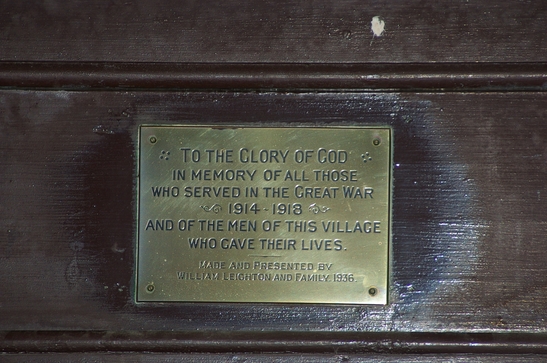 TO THE GLORY OF GOD
IN MEMORY OF ALL THOSE
WHO SERVED IN THE GREAT WAR
1914-1918
AND OF THE MEN OF THIS VILLAGE
WHO GAVE THEIR LIVES.
MADE AND PRESENTED BY
WILLIAM LEIGHTON AND FAMILY. 1936.